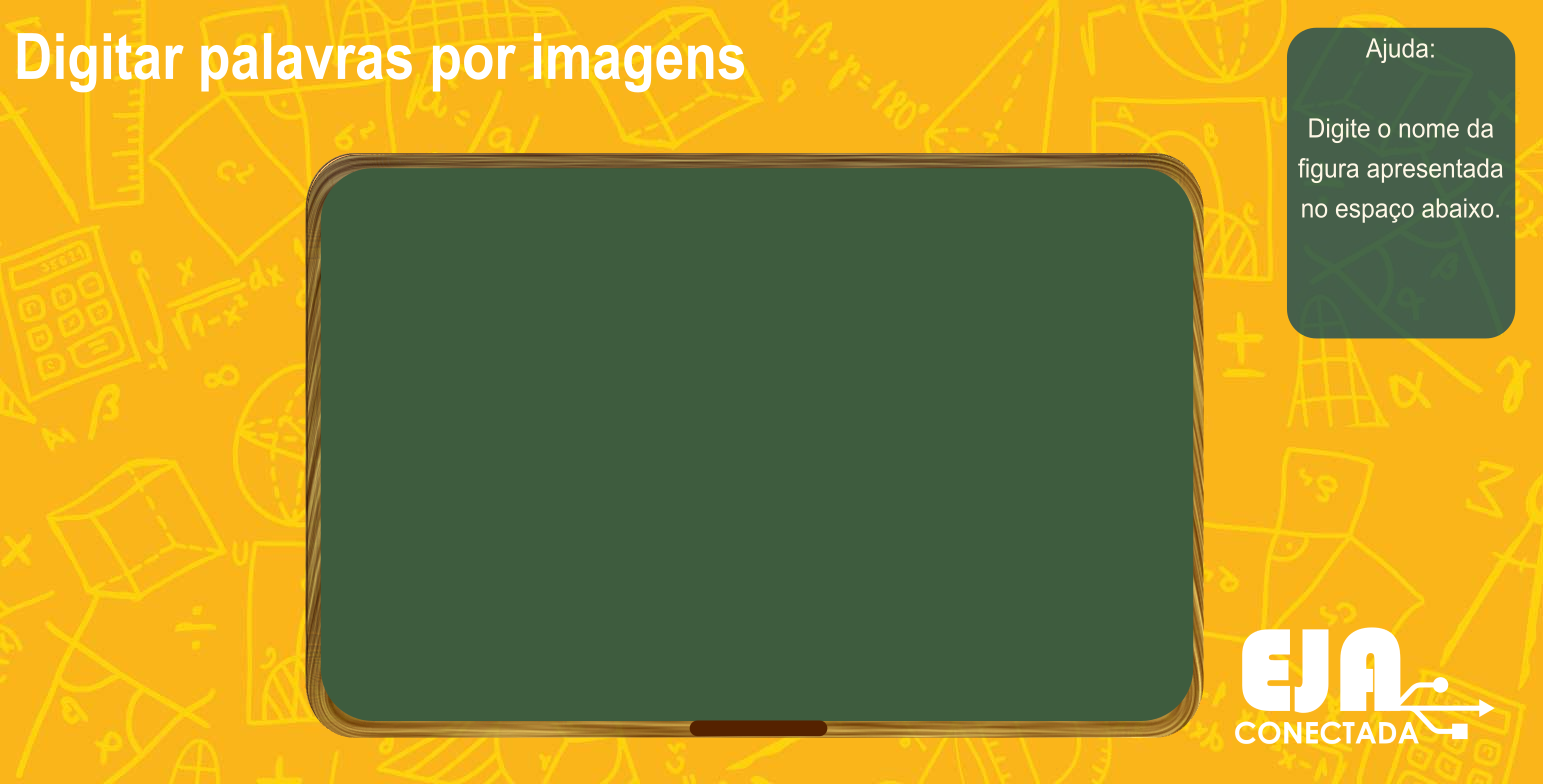 Digitar palavras por imagens
Ajuda:
Digite o nome da
figura apresentada
no espaço abaixo.
EJA
CONECTADA